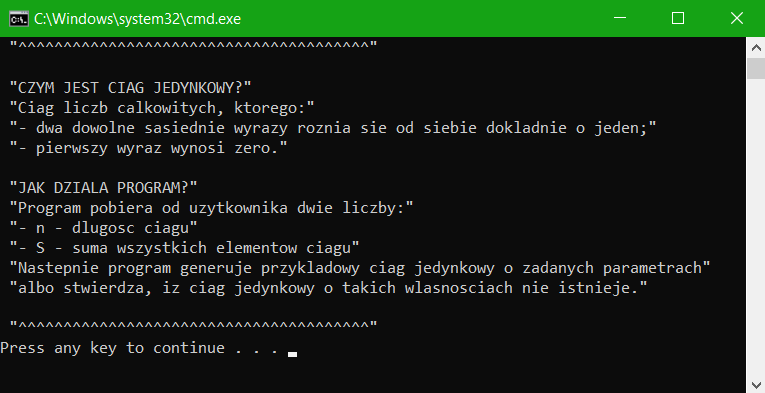 C:\Windows\system32\cmd.exe
"^^^^^^^^^^^^^^^^^^^^^^^^^^^^^^^^^^^^^^^"
"CZYM JEST CIAG JEDYNKOWY?"
"Ciag liczb calkowitych, ktorego:"
"- dwa dowolne sasiednie wyrazy roznia sie od siebie dokladnie o jeden;"
"- pierwszy wyraz wynosi zero."
"JAK DZIALA PROGRAM?"
"Program pobiera od uzytkownika dwie liczby:"
"- n - dlugosc ciagu"
"- S - suma wszystkich elementow ciagu"
"Nastepnie program generuje przykladowy ciag jedynkowy o zadanych parametrach"
"albo stwierdza, iz ciag jedynkowy o takich wlasnosciach nie istnieje."
"^^^^^^^^^^^^^^^^^^^^^^^^^^^^^^^^^^^^^^^"
Press any key to continue . . .